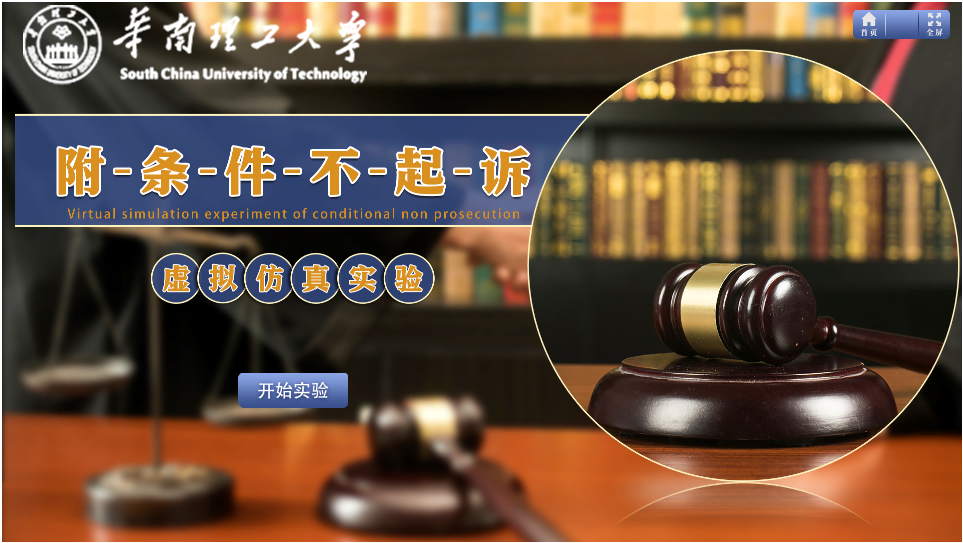 华南理工大学
South China University of Technology
首页
全屏
附-条-件-不-起-诉
Virtual simulation experiment of conditional non prosecution
虚拟仿真实验
开始实验